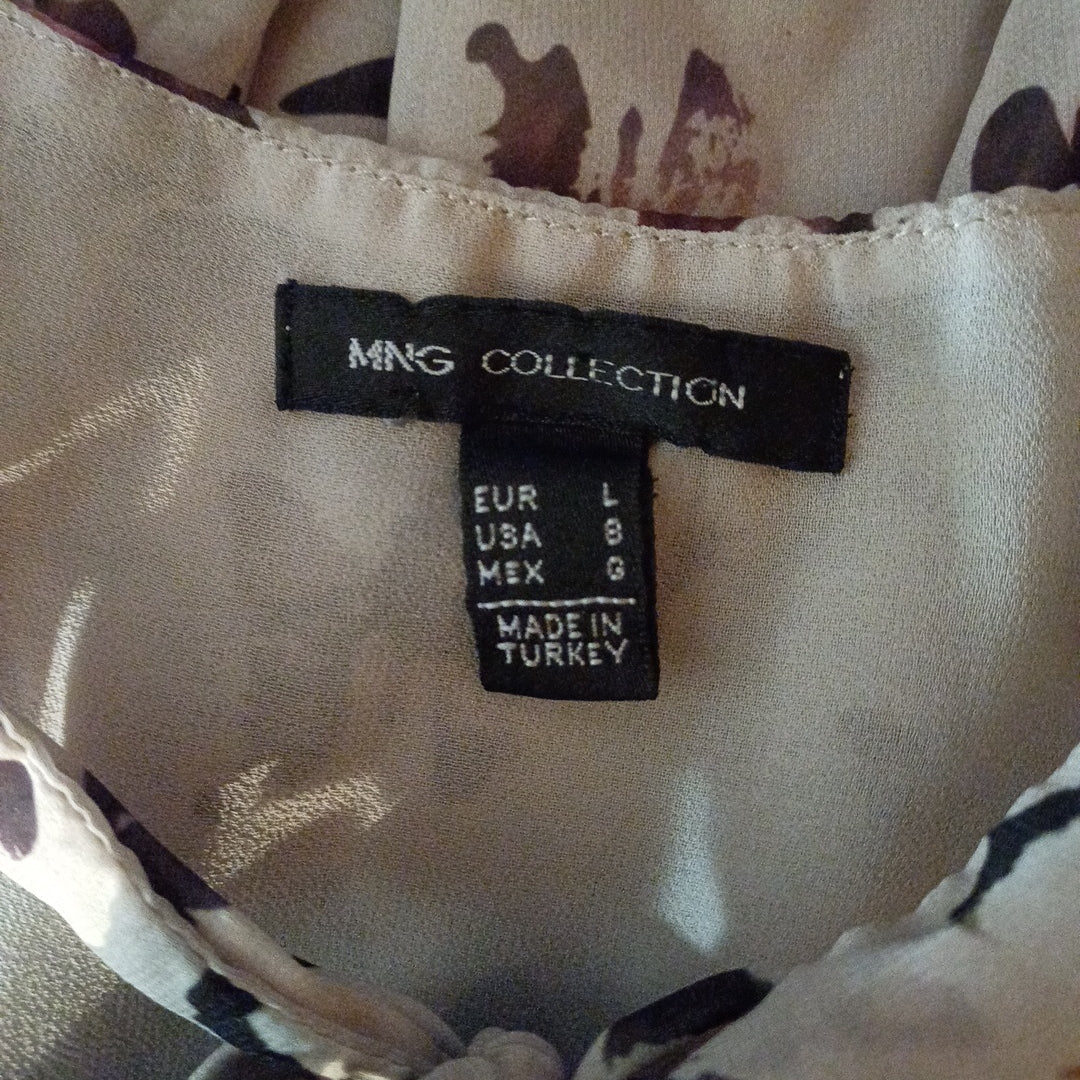 MNG COLLECTION
EUR L
USA 8
MEX G
MADE IN
TURKEY